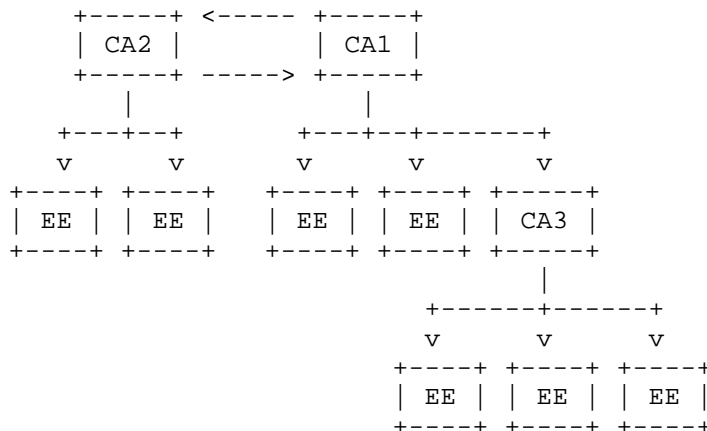 +-----+ <----- +-----+
| CA2 | | CA1 |
+-----+ -----> +-----+
| |
+---+--+ +---+--+-------+
v v v v v
+----+ +----+ +----+ +----+ +-----+
| EE | | EE | | EE | | EE | | CA3 |
+----+ +----+ +----+ +----+ +-----+
|
+------+------+
v v v
+----+ +----+ +----+
| EE | | EE | | EE |
+----+ +----+ +----+